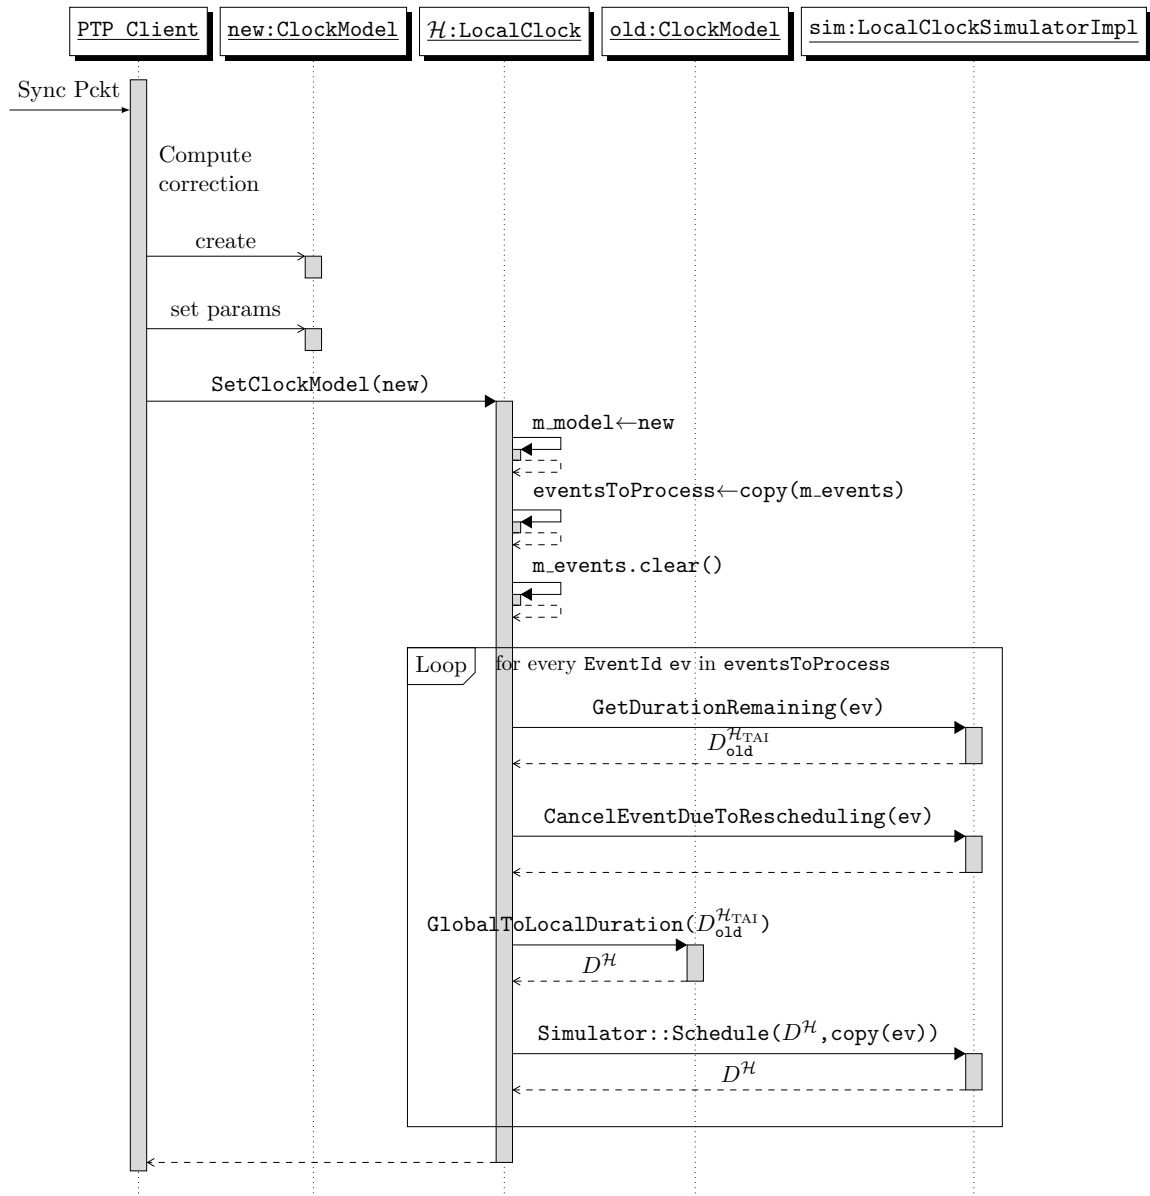 PTP Client
new:ClockModel
ℋ:LocalClock
old:ClockModel
sim:LocalClockSimulatorImpl
Sync Pckt
Compute
correction
create
set params
SetClockModel(new)
m_model←new
eventsToProcess←copy(m_events)
m_events.clear()
Loop
for every EventId ev in eventsToProcess
GetDurationRemaining(ev)
D_old^ℋ_TAI
CancelEventDueToRescheduling(ev)
GlobalToLocalDuration(D_old^ℋ_TAI)
D^ℋ
Simulator::Schedule(D^ℋ,copy(ev))
D^ℋ